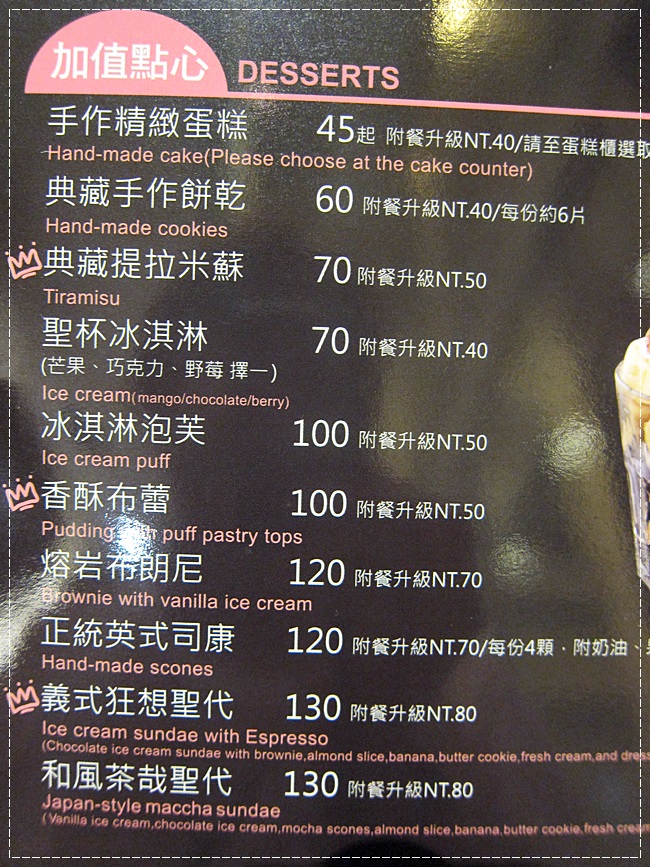 加值點心 DESSERTS
手作精緻蛋糕 45起 附餐升級NT.40/請至蛋糕櫃選取
Hand-made cake(Please choose at the cake counter)
典藏手作餅乾 60 附餐升級NT.40/每份約6片
Hand-made cookies
典藏提拉米蘇 70 附餐升級NT.50
Tiramisu
聖杯冰淇淋 70 附餐升級NT.40
(芒果、巧克力、野莓 擇一)
Ice cream(mango/chocolate/berry)
冰淇淋泡芙 100 附餐升級NT.50
Ice cream puff
香酥布蕾 100 附餐升級NT.50
Pudding with puff pastry tops
熔岩布朗尼 120 附餐升級NT.70
Brownie with vanilla ice cream
正統英式司康 120 附餐升級NT.70/每份4顆．附奶油、
Hand-made scones
義式狂想聖代 130 附餐升級NT.80
Ice cream sundae with Espresso
(Chocolate ice cream sundae with brownie,almond slice,banana,butter cookie,fresh cream,and
和風茶哉聖代 130 附餐升級NT.80
Japan-style maccha sundae
(Vanilla ice cream,chocolate ice cream,mocha scones,almond slice,banana,butter cookie,fresh cream